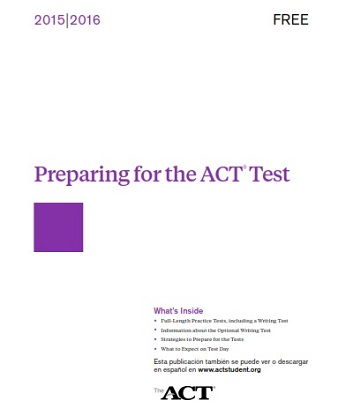 2015|2016
FREE
Preparing for the ACT® Test
What's Inside
• Full-Length Practice Tests, including a Writing Test
• Information about the Optional Writing Test
• Strategies to Prepare for the Tests
• What to Expect on Test Day
Esta publicación también se puede ver o descargar
en español en www.actstudent.org
The ACT®